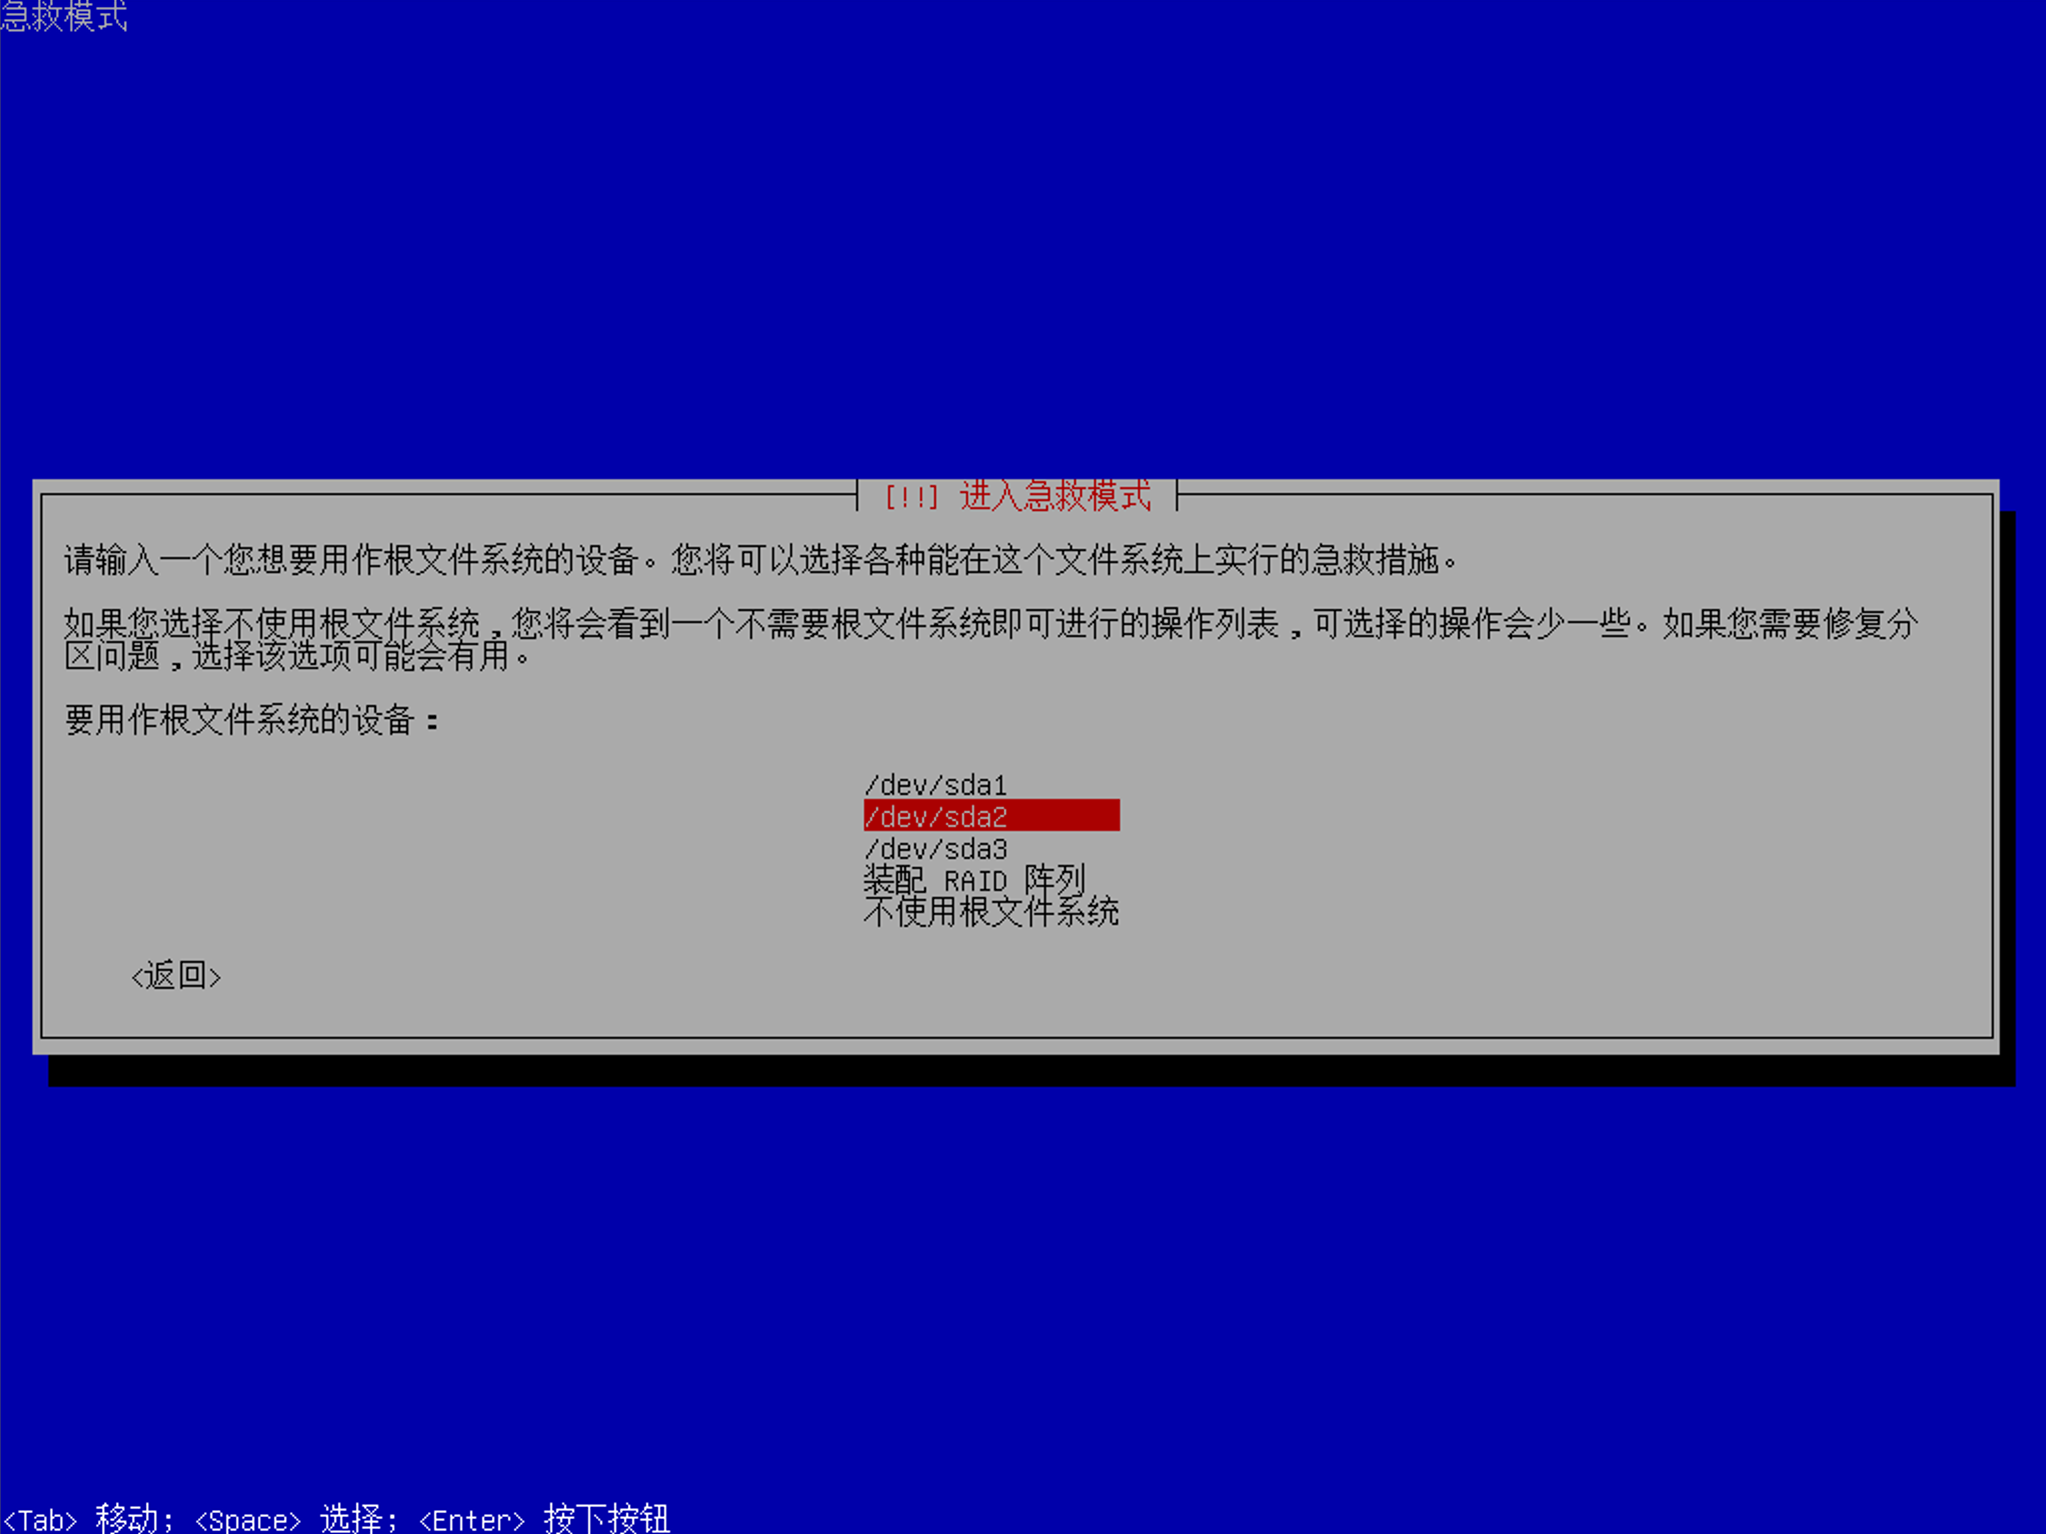 急救模式
[!!] 进入急救模式
请输入一个您想要用作根文件系统的设备。您将可以选择各种能在这个文件系统上实行的急救措施。
如果您选择不使用根文件系统，您将会看到一个不需要根文件系统即可进行的操作列表，可选择的操作会少一些。如果您需要修复分
区问题，选择该选项可能会有用。
要用作根文件系统的设备：
/dev/sda1
/dev/sda2
/dev/sda3
装配 RAID 阵列
不使用根文件系统
<返回>
<Tab> 移动; <Space> 选择; <Enter> 按下按钮